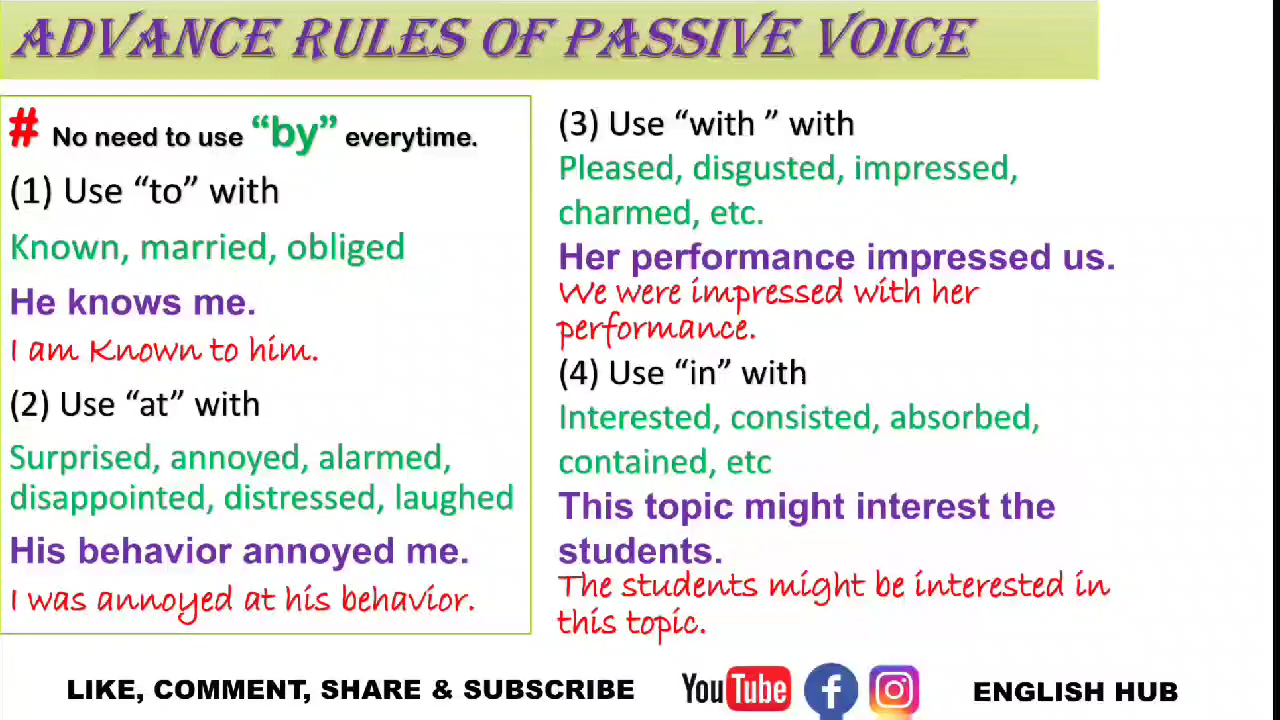 ADVANCE RULES OF PASSIVE VOICE
# No need to use “by” everytime.
(1) Use “to” with
Known, married, obliged
He knows me.
I am Known to him.
(2) Use “at” with
Surprised, annoyed, alarmed,
disappointed, distressed, laughed
His behavior annoyed me.
I was annoyed at his behavior.
(3) Use “with ” with
Pleased, disgusted, impressed,
charmed, etc.
Her performance impressed us.
We were impressed with her
performance.
(4) Use “in” with
Interested, consisted, absorbed,
contained, etc
This topic might interest the
students.
The students might be interested in
this topic.
LIKE, COMMENT, SHARE & SUBSCRIBE
YouTube
f
ENGLISH HUB